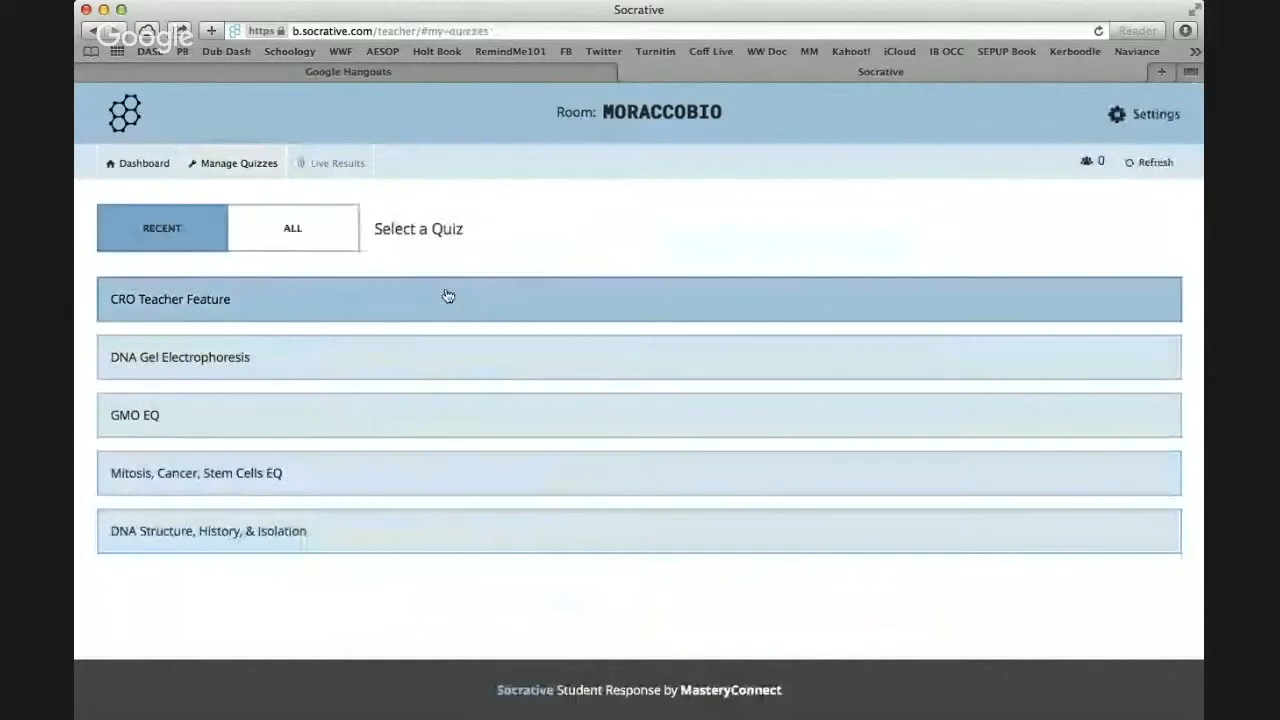 Socrative
Google
https b.socrative.com/teacher/#my-quizzes
Reader
DASL PB Dub Dash Schoology WWF AESOP Holt Book RemindMe101 FB Twitter Turnitin Coff Live WW Doc MM Kahoot! iCloud IB OCC SEPUP Book Kerboodle Naviance
Google Hangouts
Socrative
Room: MORACCOBIO
Settings
Dashboard
Manage Quizzes
Live Results
0
Refresh
RECENT
ALL
Select a Quiz
CRO Teacher Feature
DNA Gel Electrophoresis
GMO EQ
Mitosis, Cancer, Stem Cells EQ
DNA Structure, History, & Isolation
Socrative Student Response by MasteryConnect